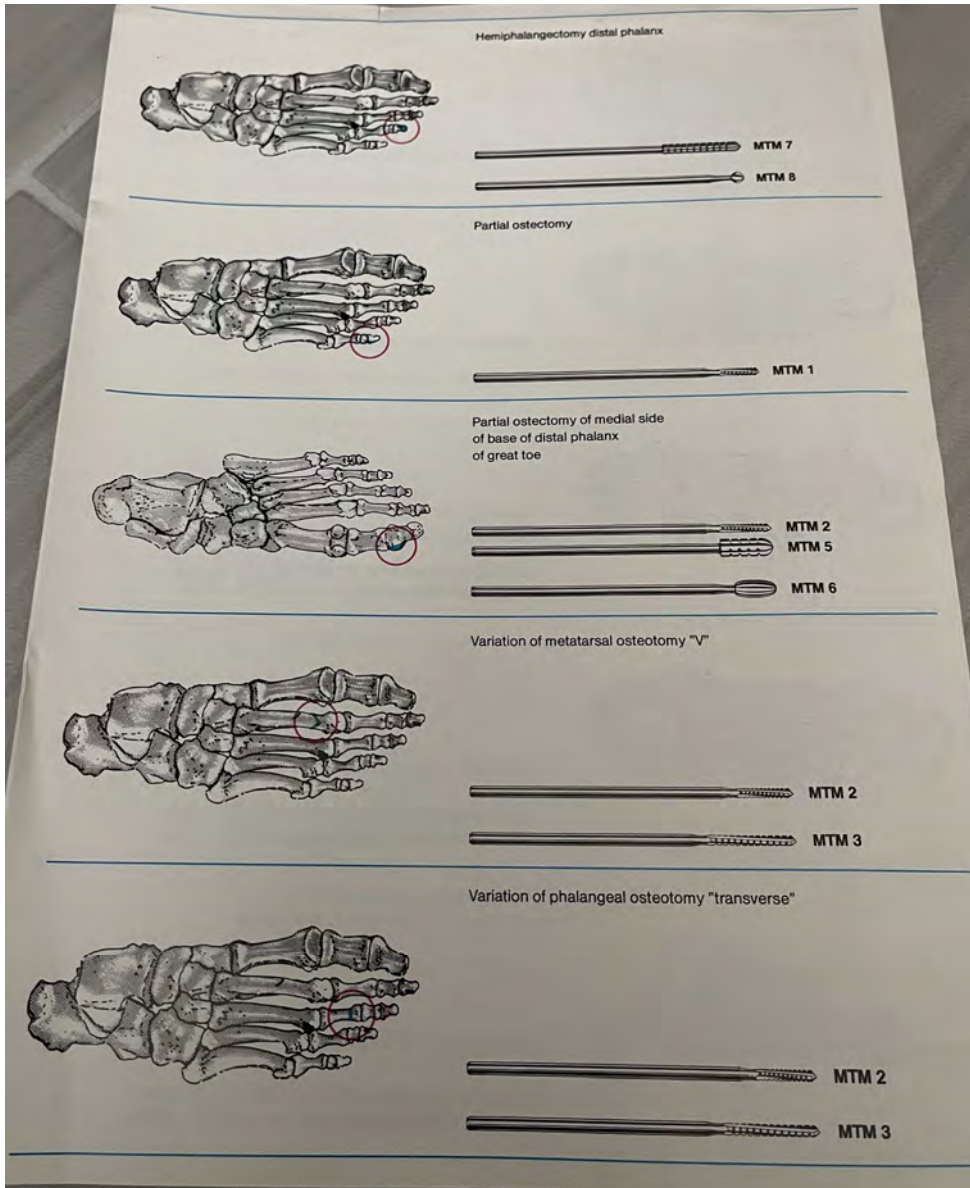 Hemiphalangectomy distal phalanx
MTM 7
MTM 8
Partial ostectomy
MTM 1
Partial ostectomy of medial side
of base of distal phalanx
of great toe
MTM 2
MTM 5
MTM 6
Variation of metatarsal osteotomy "V"
MTM 2
MTM 3
Variation of phalangeal osteotomy "transverse"
MTM 2
MTM 3